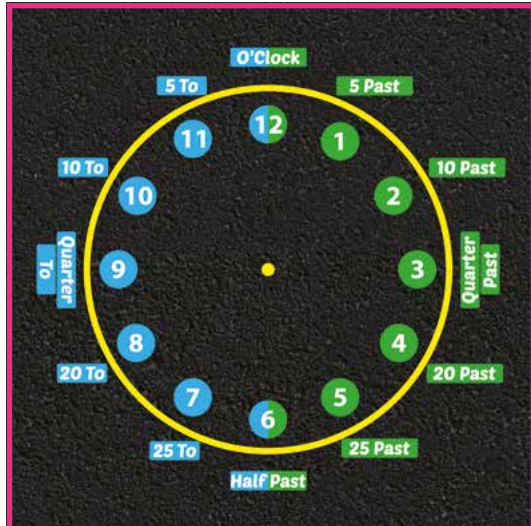 O'Clock
5 To
5 Past
12
11
1
10 To
10 Past
10
2
Quarter
To
9
3
Quarter
Past
8
4
20 To
20 Past
7
5
6
25 To
25 Past
Half Past